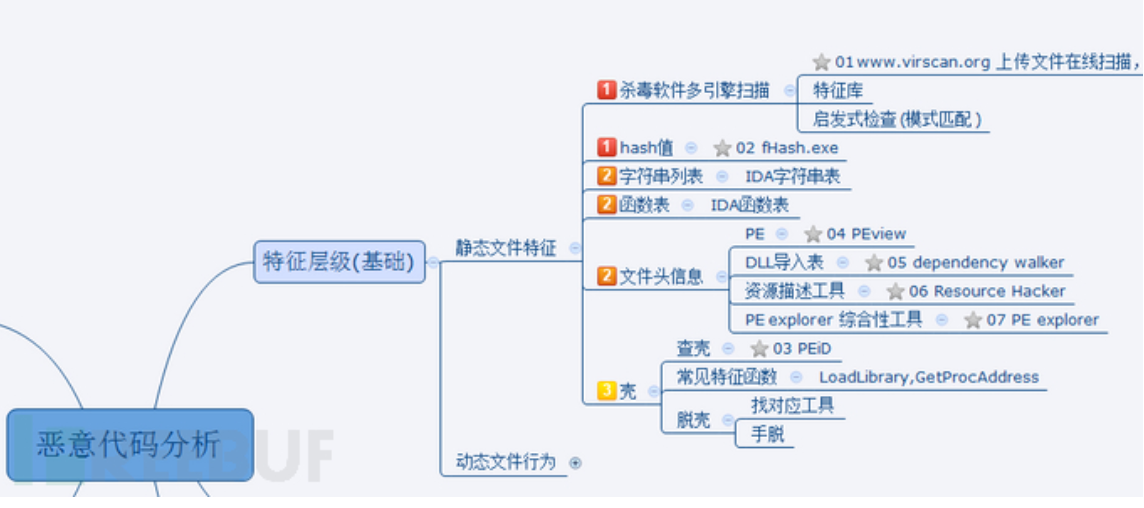 01 www.virscan.org 上传文件在线扫描，
1 杀毒软件多引擎扫描
特征库
启发式检查(模式匹配)
1 hash值 02 fHash.exe
2 字符串列表 IDA字符串表
2 函数表 IDA函数表
PE 04 PEview
静态文件特征
特征层级(基础)
DLL导入表 05 dependency walker
2 文件头信息
资源描述工具 06 Resource Hacker
PE explorer 综合性工具 07 PE explorer
查壳 03 PEiD
常见特征函数 LoadLibrary,GetProcAddress
3 壳
找对应工具
脱壳
手脱
恶意代码分析
动态文件行为